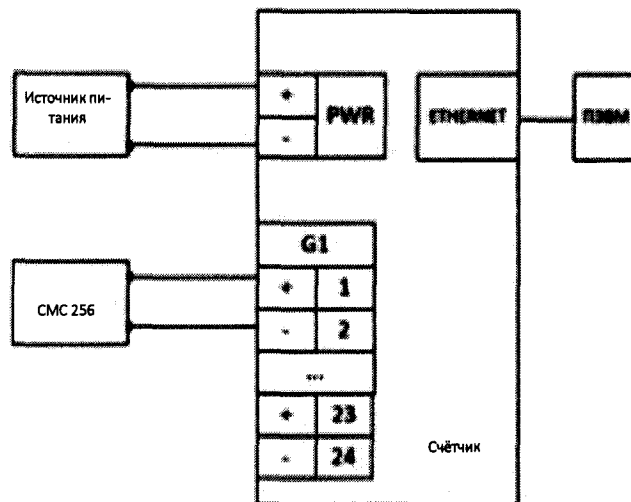 Источник пи-
тания
+
-
PWR
ETHERNET
ПЭВМ
G1
СМС 256
+ 1
- 2
...
+ 23
- 24
Счётчик